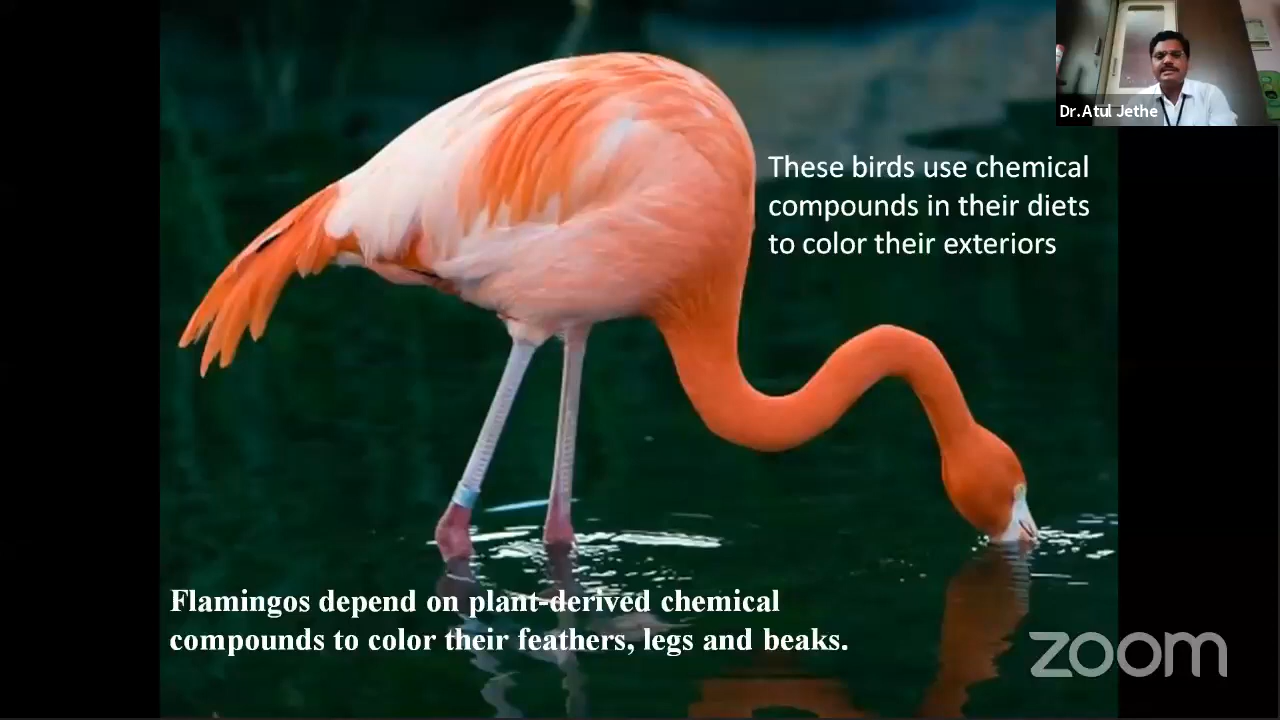 Dr.Atul Jethe
These birds use chemical
compounds in their diets
to color their exteriors
Flamingos depend on plant-derived chemical
compounds to color their feathers, legs and beaks.
zoom